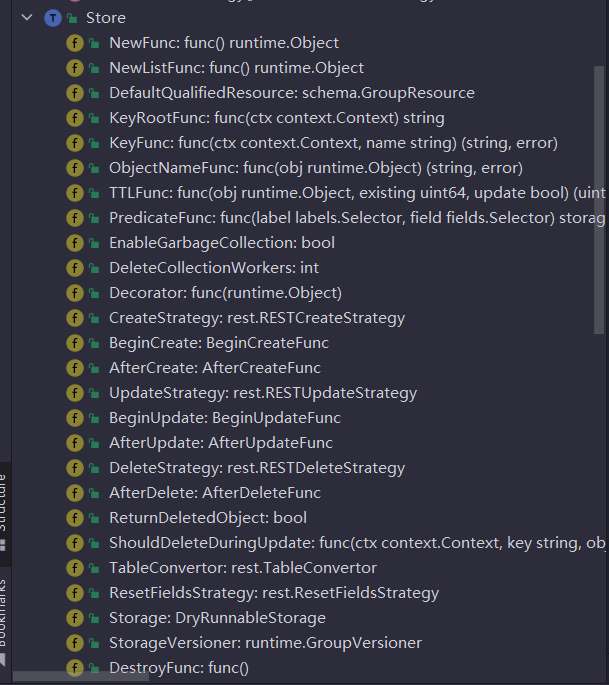 Store
NewFunc: func() runtime.Object
NewListFunc: func() runtime.Object
DefaultQualifiedResource: schema.GroupResource
KeyRootFunc: func(ctx context.Context) string
KeyFunc: func(ctx context.Context, name string) (string, error)
ObjectNameFunc: func(obj runtime.Object) (string, error)
TTLFunc: func(obj runtime.Object, existing uint64, update bool) (uint
PredicateFunc: func(label labels.Selector, field fields.Selector) storag
EnableGarbageCollection: bool
DeleteCollectionWorkers: int
Decorator: func(runtime.Object)
CreateStrategy: rest.RESTCreateStrategy
BeginCreate: BeginCreateFunc
AfterCreate: AfterCreateFunc
UpdateStrategy: rest.RESTUpdateStrategy
BeginUpdate: BeginUpdateFunc
AfterUpdate: AfterUpdateFunc
DeleteStrategy: rest.RESTDeleteStrategy
AfterDelete: AfterDeleteFunc
ReturnDeletedObject: bool
ShouldDeleteDuringUpdate: func(ctx context.Context, key string, ob
TableConvertor: rest.TableConvertor
ResetFieldsStrategy: rest.ResetFieldsStrategy
Storage: DryRunnableStorage
StorageVersioner: runtime.GroupVersioner
DestroyFunc: func()
Structure
Bookmarks